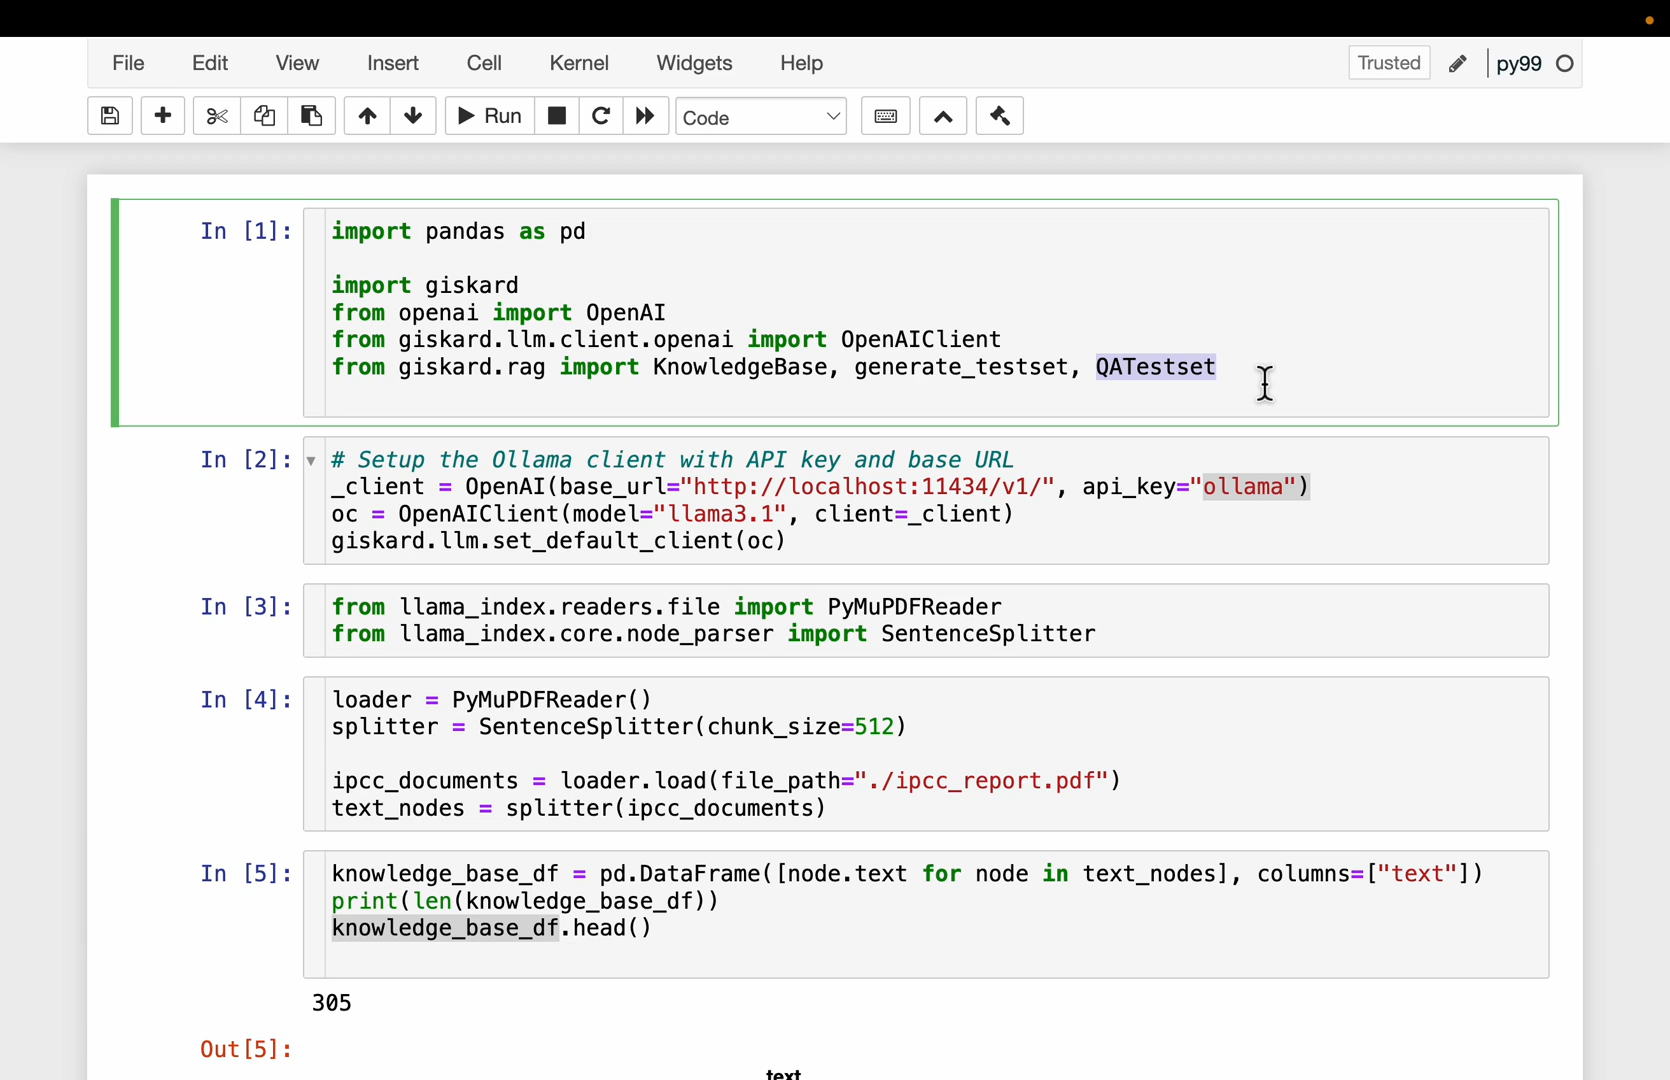 File Edit View Insert Cell Kernel Widgets Help Trusted py99
Run Code
In [1]: import pandas as pd
import giskard
from openai import OpenAI
from giskard.llm.client.openai import OpenAIClient
from giskard.rag import KnowledgeBase, generate_testset, QATestset
In [2]: # Setup the Ollama client with API key and base URL
_client = OpenAI(base_url="http://localhost:11434/v1/", api_key="ollama")
oc = OpenAIClient(model="llama3.1", client=_client)
giskard.llm.set_default_client(oc)
In [3]: from llama_index.readers.file import PyMuPDFReader
from llama_index.core.node_parser import SentenceSplitter
In [4]: loader = PyMuPDFReader()
splitter = SentenceSplitter(chunk_size=512)
ipcc_documents = loader.load(file_path="./ipcc_report.pdf")
text_nodes = splitter(ipcc_documents)
In [5]: knowledge_base_df = pd.DataFrame([node.text for node in text_nodes], columns=["text"])
print(len(knowledge_base_df))
knowledge_base_df.head()
305
Out[5]:
text